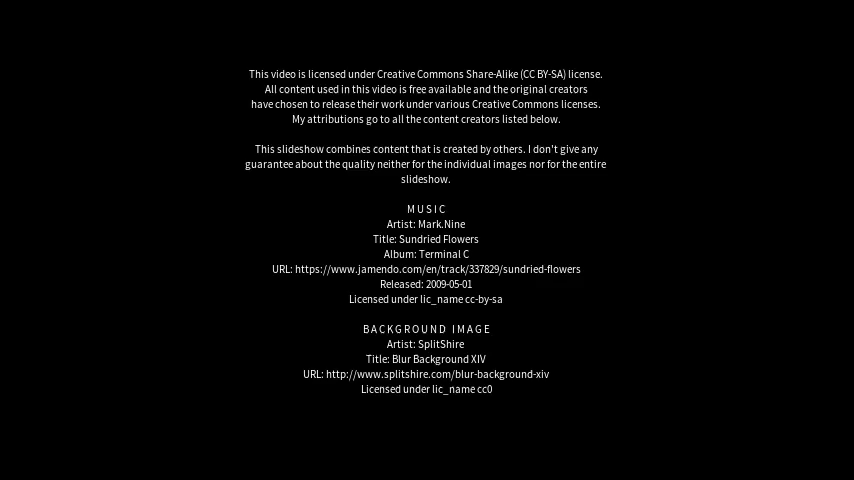 This video is licensed under Creative Commons Share-Alike (CC BY-SA) license.
All content used in this video is free available and the original creators
have chosen to release their work under various Creative Commons licenses.
My attributions go to all the content creators listed below.
This slideshow combines content that is created by others. I don't give any
guarantee about the quality neither for the individual images nor for the entire
slideshow.
MUSIC
Artist: Mark.Nine
Title: Sundried Flowers
Album: Terminal C
URL: https://www.jamendo.com/en/track/337829/sundried-flowers
Released: 2009-05-01
Licensed under lic_name cc-by-sa
BACKGROUND IMAGE
Artist: SplitShire
Title: Blur Background XIV
URL: http://www.splitshire.com/blur-background-xiv
Licensed under lic_name cc0